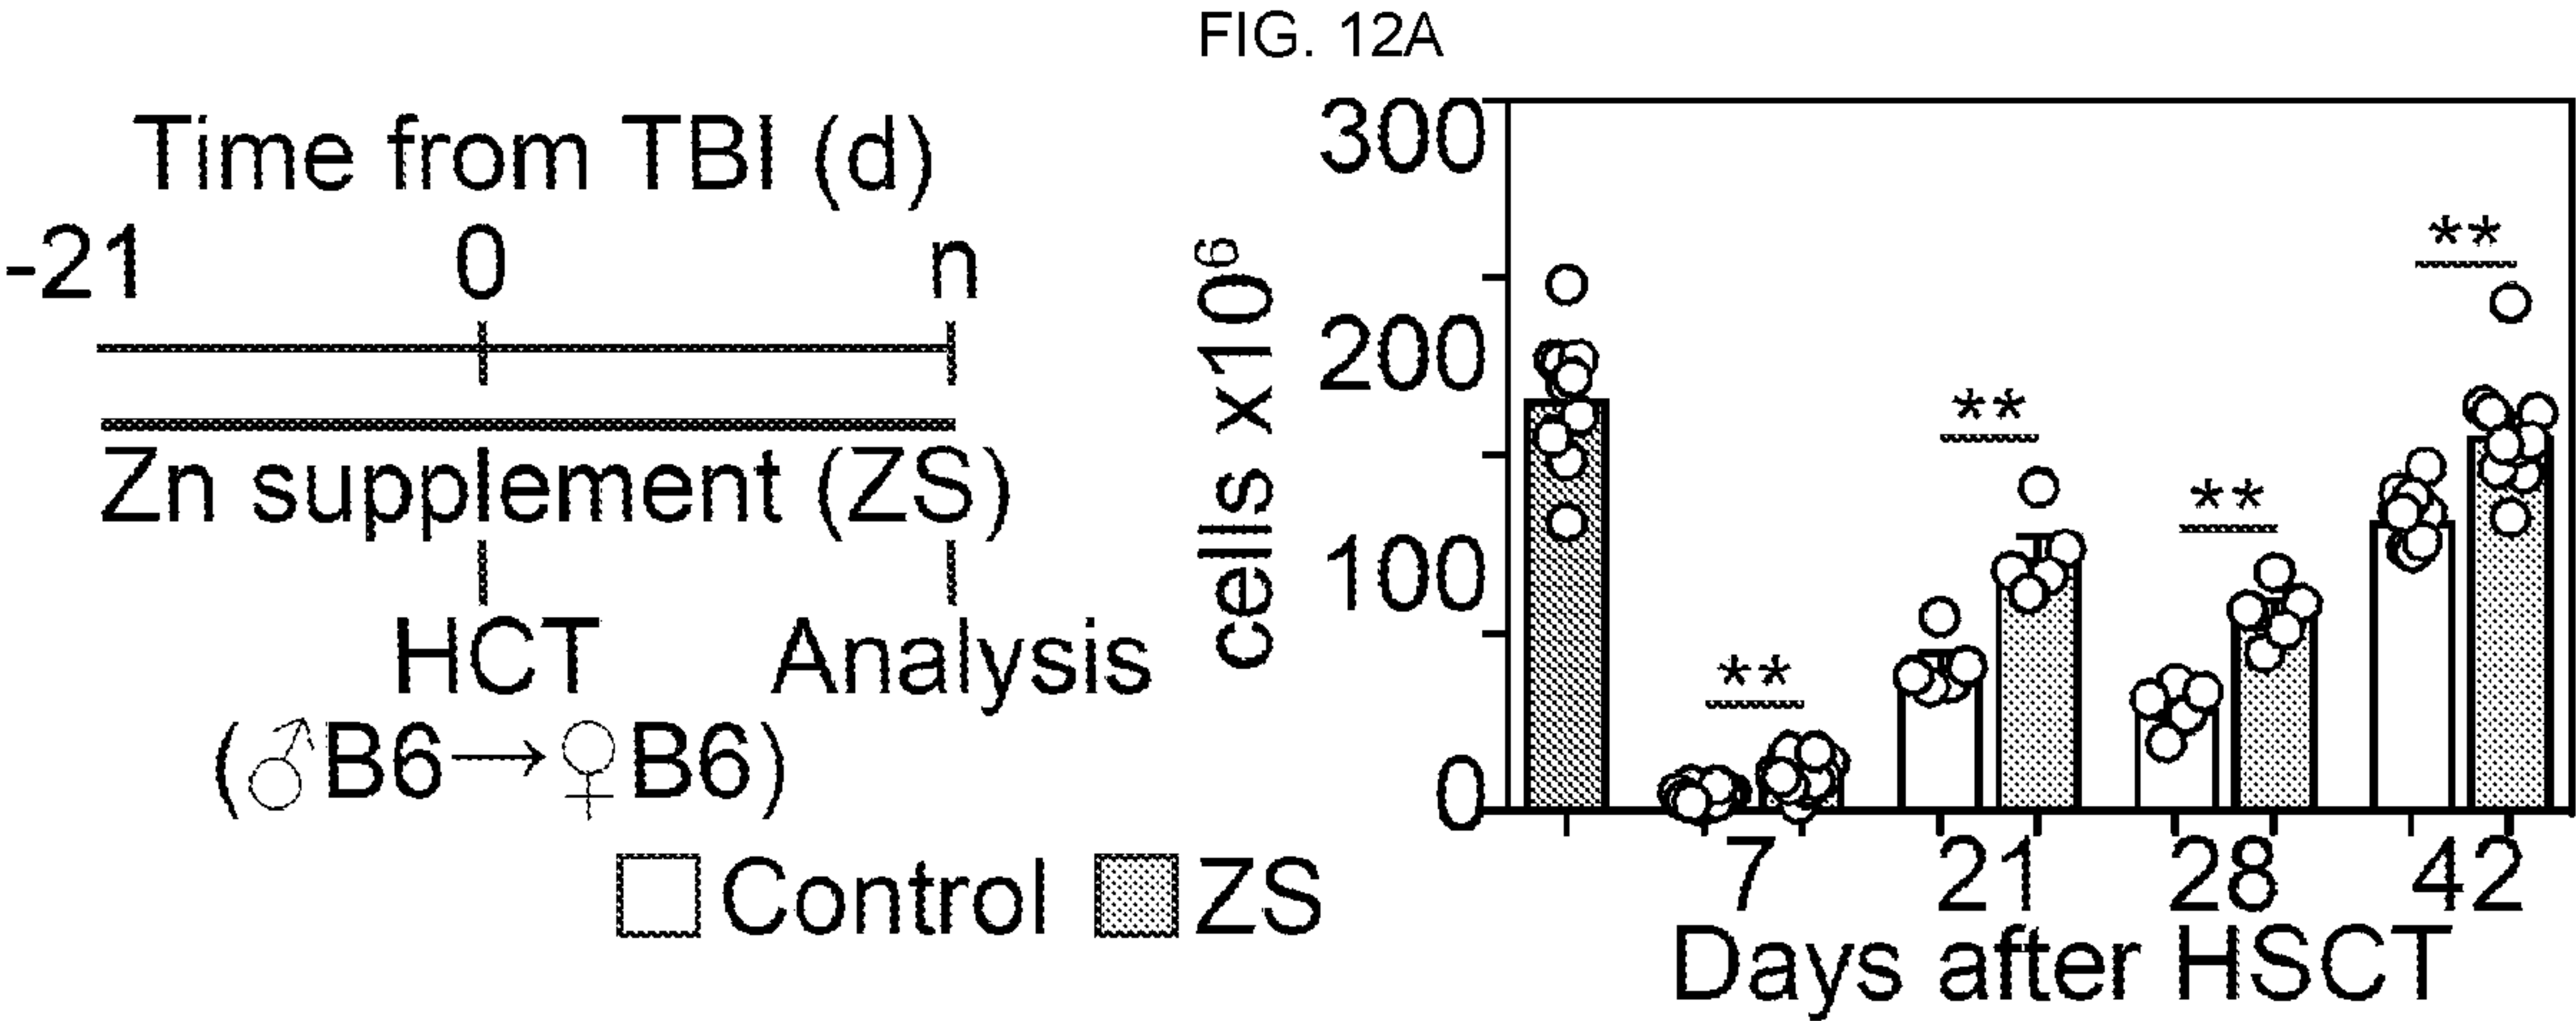 FIG. 12A
Time from TBI (d)
-21 0 n
Zn supplement (ZS)
HCT Analysis
(♂B6→♀B6)
Control ZS
cells x10⁶
300
200
100
0
**
**
**
**
7 21 28 42
Days after HSCT